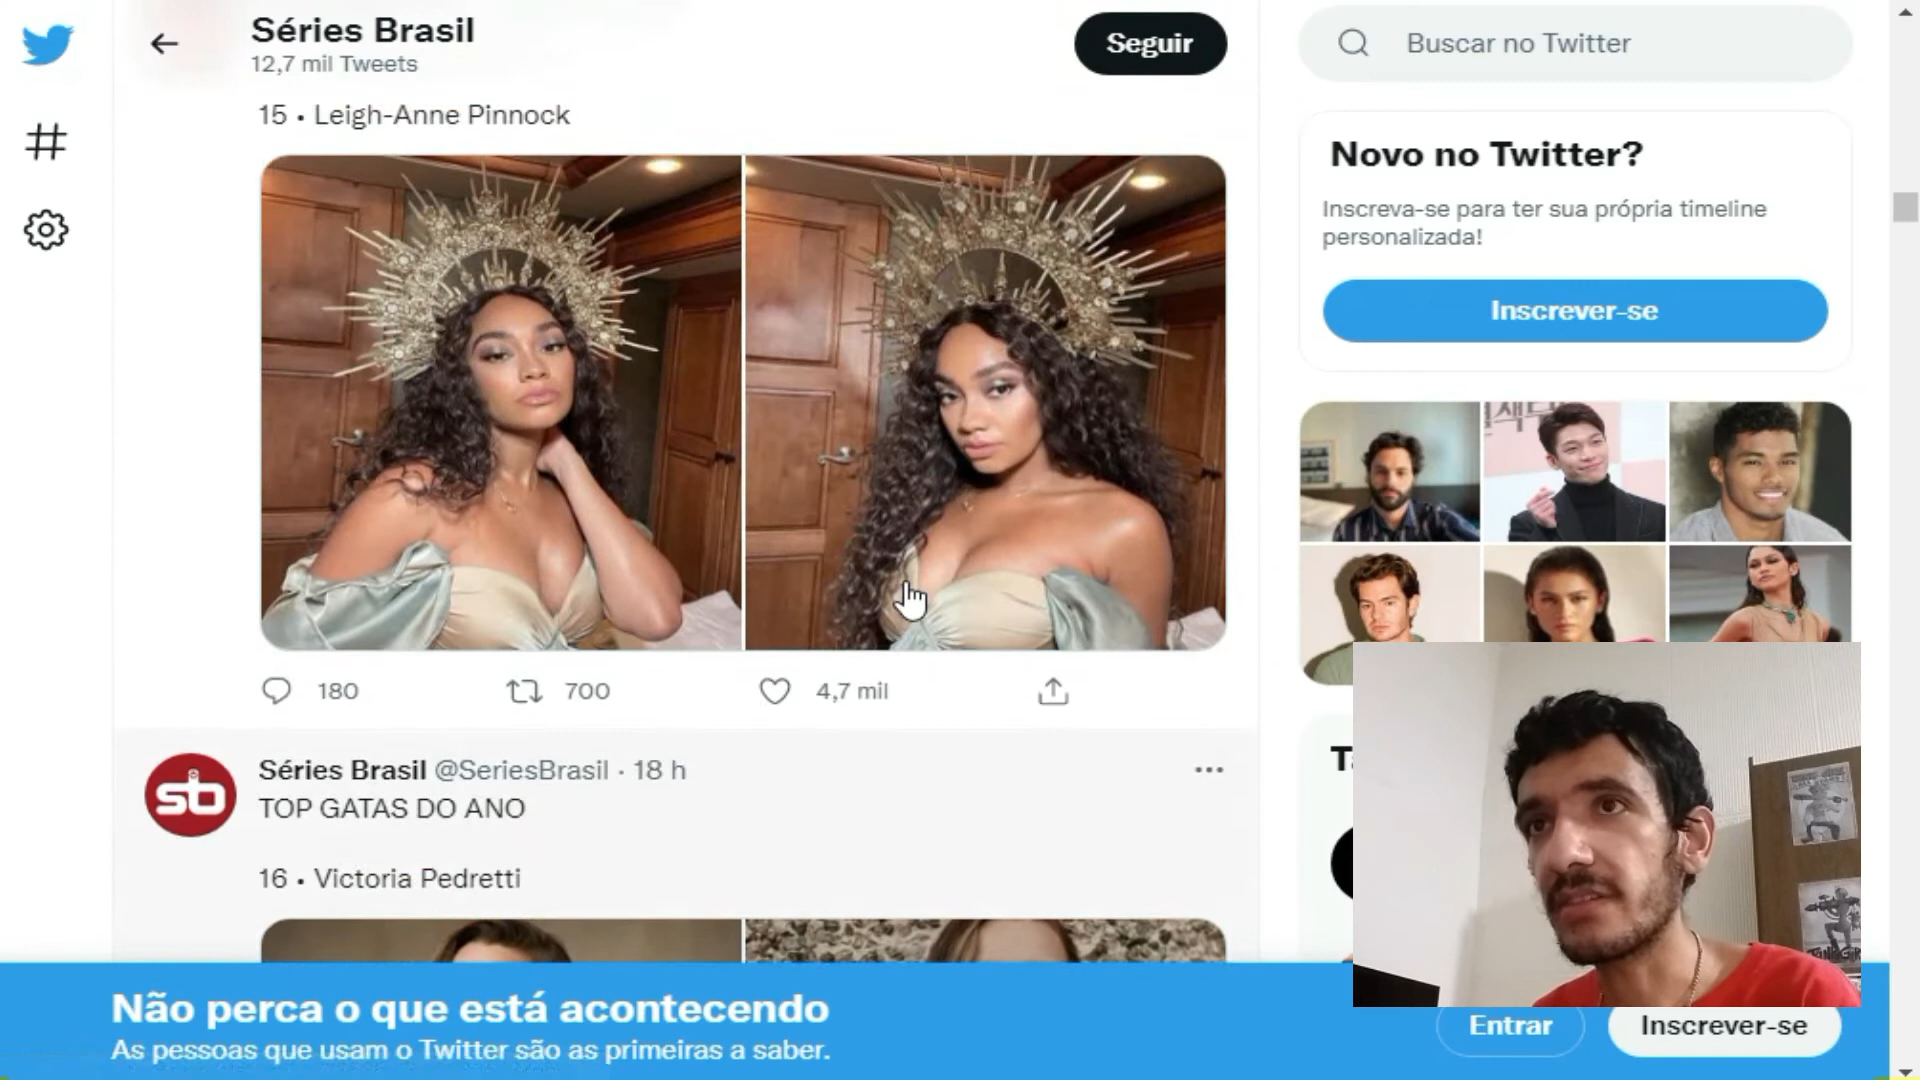 Séries Brasil
12,7 mil Tweets
Seguir
Buscar no Twitter
15 • Leigh-Anne Pinnock
Novo no Twitter?
Inscreva-se para ter sua própria timeline
personalizada!
Inscrever-se
180
700
4,7 mil
sb
Séries Brasil @SeriesBrasil · 18 h
TOP GATAS DO ANO
16 • Victoria Pedretti
Não perca o que está acontecendo
As pessoas que usam o Twitter são as primeiras a saber.
Entrar
Inscrever-se